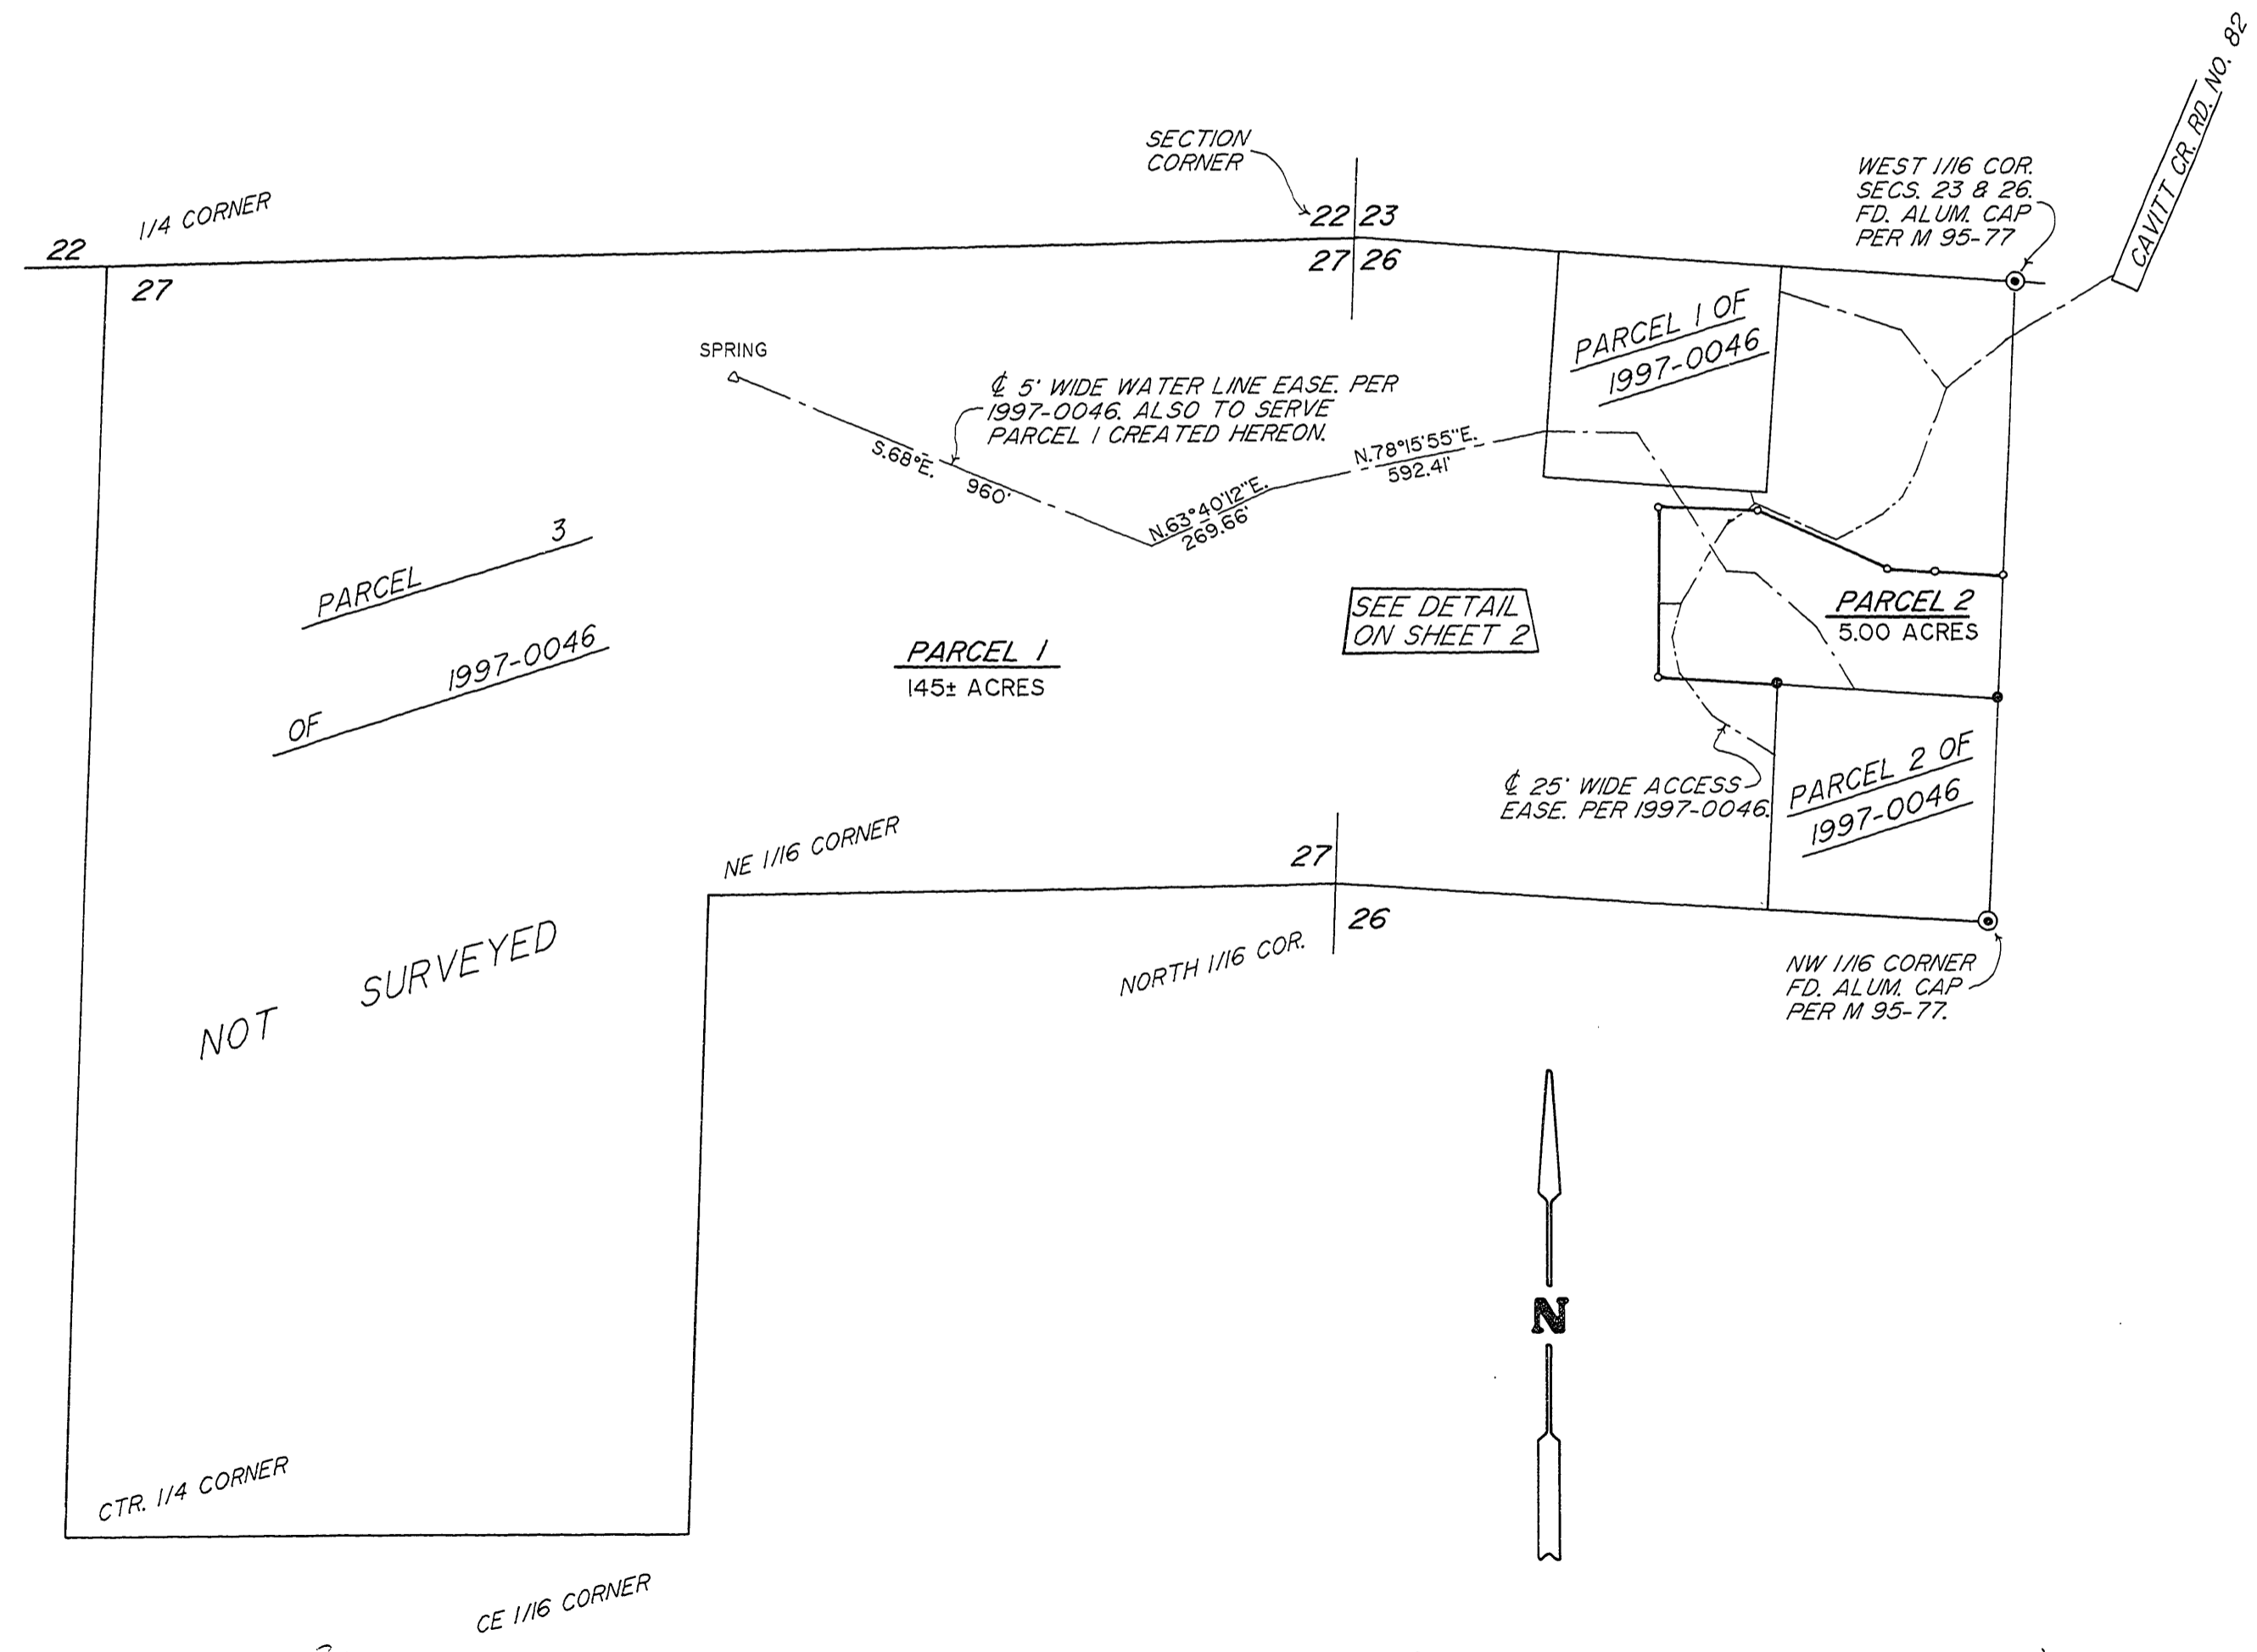 CAVITT CR. RD. NO. 82
SECTION
CORNER
WEST 1/16 COR.
SECS. 23 & 26.
FD. ALUM. CAP
PER M 95-77
1/4 CORNER
22
27
22 23
27 26
SPRING
℄ 5' WIDE WATER LINE EASE. PER
1997-0046. ALSO TO SERVE
PARCEL 1 CREATED HEREON.
S.68°E.
960'
N.63°40'12"E.
269.66'
N.78°15'55"E.
592.41'
PARCEL 1 OF
1997-0046
PARCEL 3
OF 1997-0046
PARCEL 1
145± ACRES
SEE DETAIL
ON SHEET 2
PARCEL 2
5.00 ACRES
℄ 25' WIDE ACCESS
EASE. PER 1997-0046.
PARCEL 2 OF
1997-0046
NE 1/16 CORNER
27
26
NORTH 1/16 COR.
NW 1/16 CORNER
FD. ALUM. CAP
PER M 95-77.
NOT SURVEYED
N
CTR. 1/4 CORNER
CE 1/16 CORNER